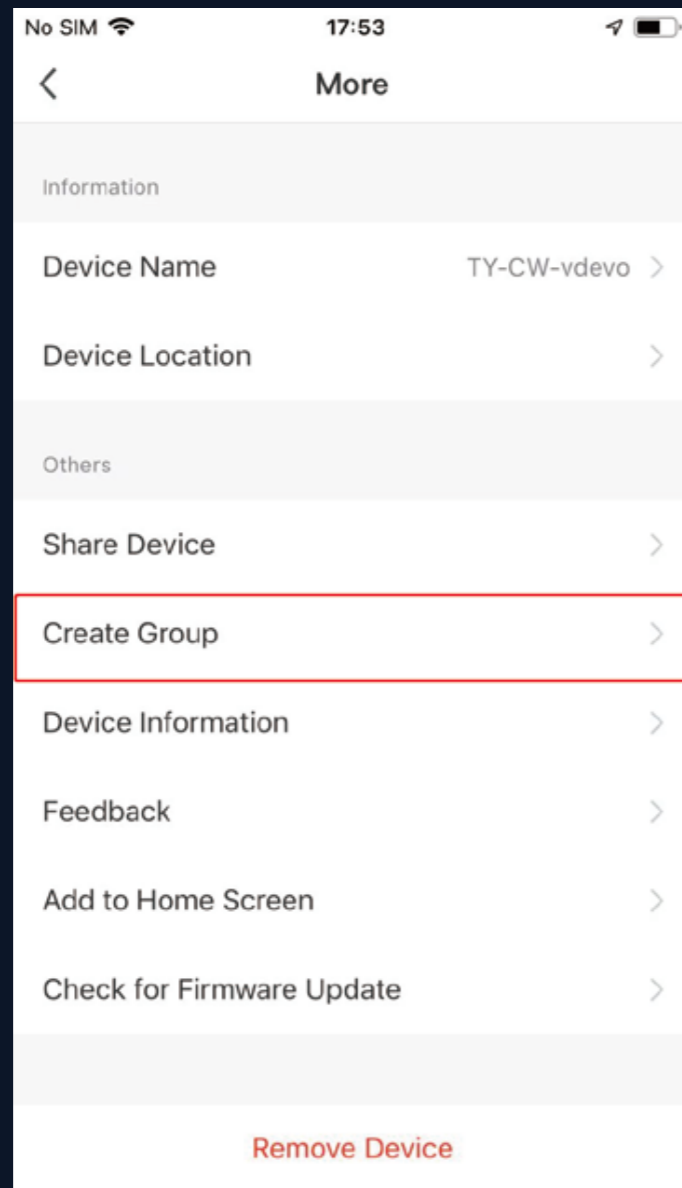 No SIM 17:53
More
Information
Device Name TY-CW-vdevo
Device Location
Others
Share Device
Create Group
Device Information
Feedback
Add to Home Screen
Check for Firmware Update
Remove Device